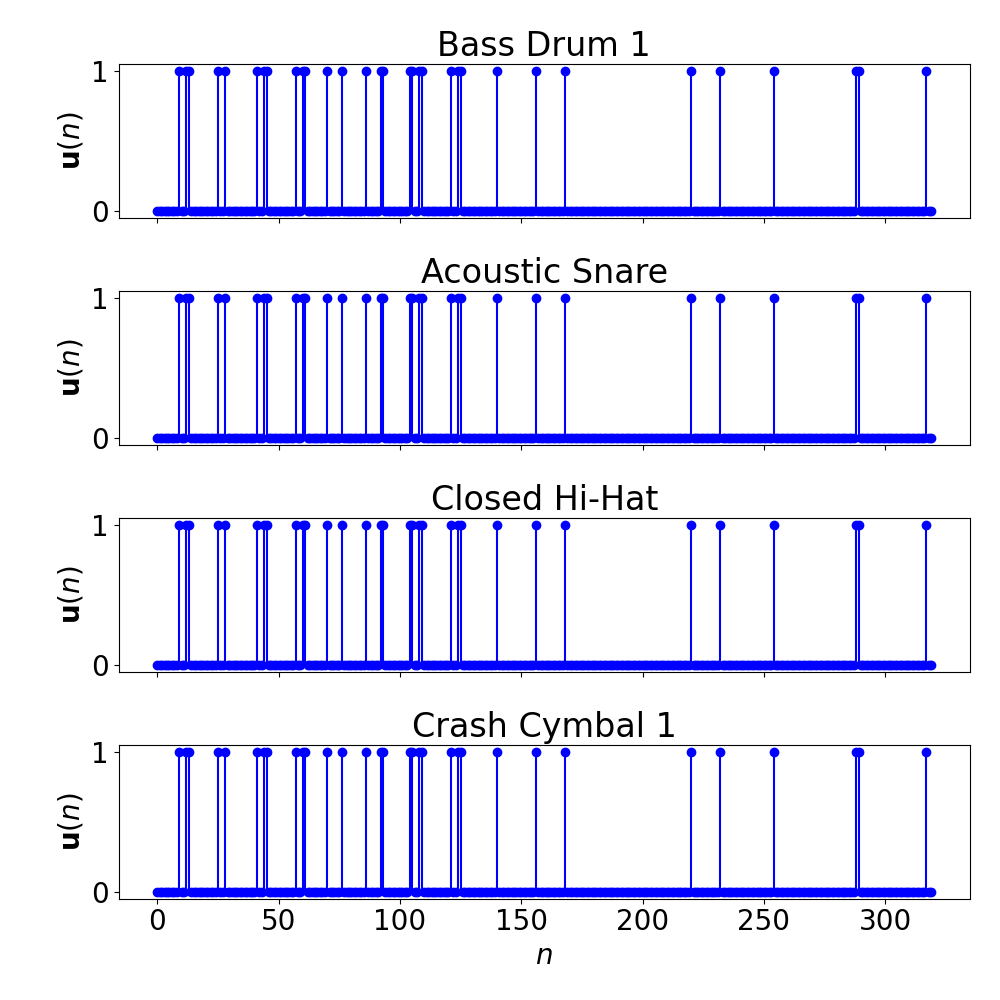 Bass Drum 1
1
u(n)
0
Acoustic Snare
1
u(n)
0
Closed Hi-Hat
1
u(n)
0
Crash Cymbal 1
1
u(n)
0
0 50 100 150 200 250 300
n